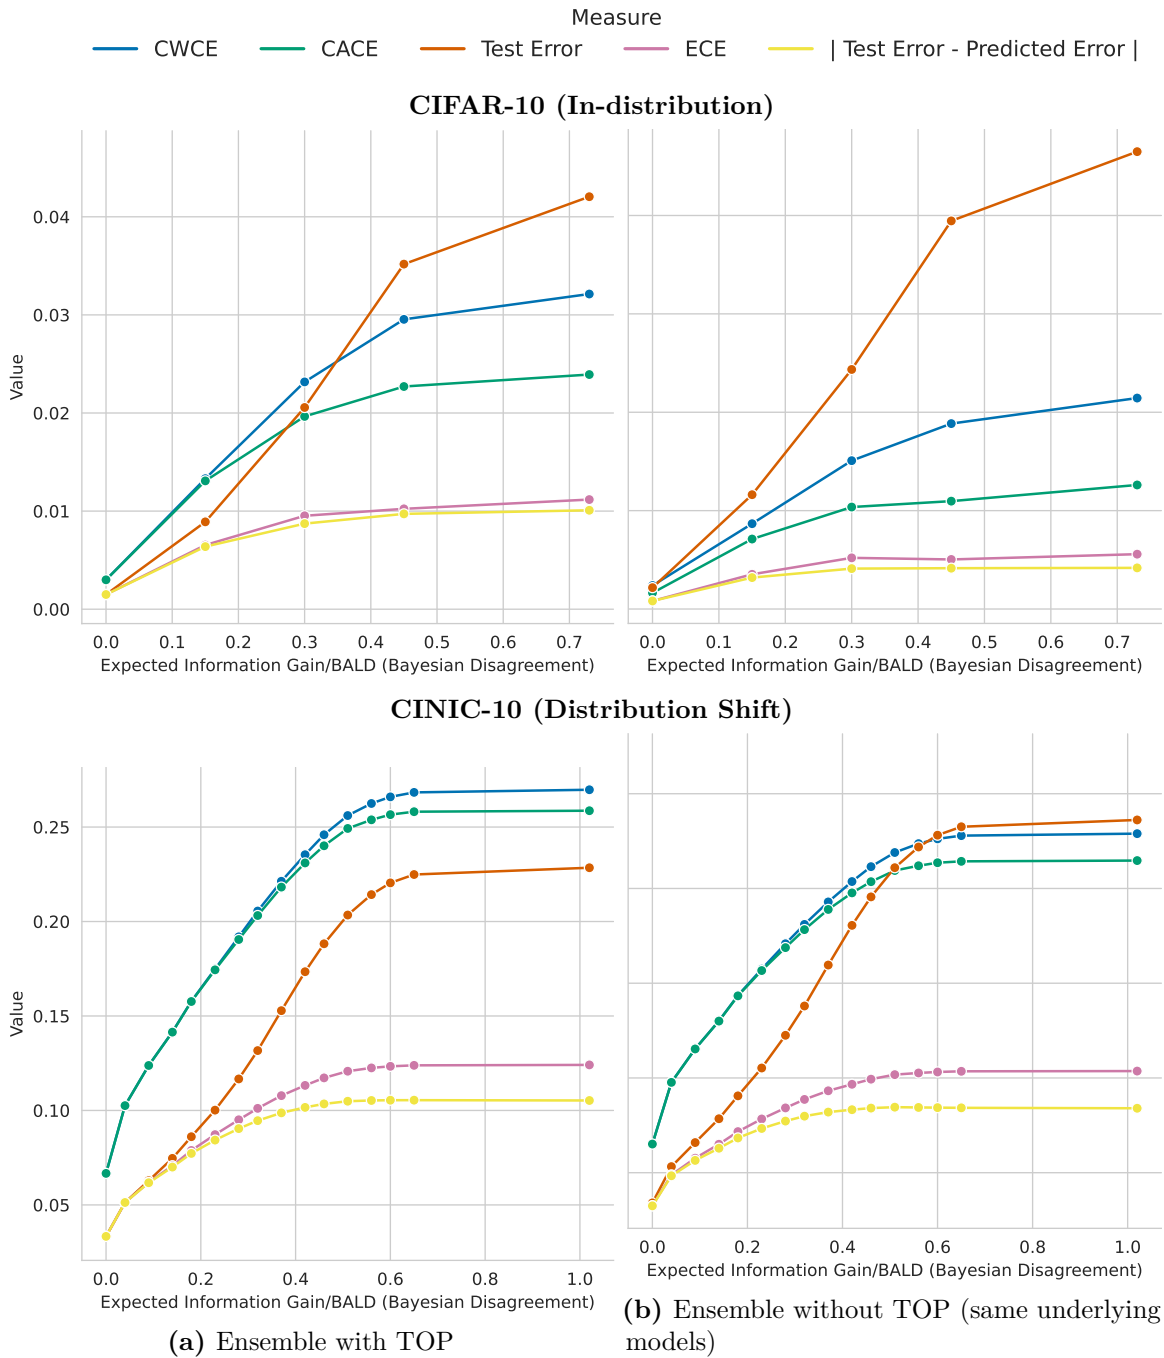 Measure
CWCE CACE Test Error ECE | Test Error - Predicted Error |
CIFAR-10 (In-distribution)
0.04
0.03
0.02
0.01
0.00
Value
0.0 0.1 0.2 0.3 0.4 0.5 0.6 0.7
Expected Information Gain/BALD (Bayesian Disagreement)
0.0 0.1 0.2 0.3 0.4 0.5 0.6 0.7
Expected Information Gain/BALD (Bayesian Disagreement)
CINIC-10 (Distribution Shift)
0.25
0.20
0.15
0.10
0.05
Value
0.0 0.2 0.4 0.6 0.8 1.0
Expected Information Gain/BALD (Bayesian Disagreement)
(a) Ensemble with TOP
0.0 0.2 0.4 0.6 0.8 1.0
Expected Information Gain/BALD (Bayesian Disagreement)
(b) Ensemble without TOP (same underlying
models)